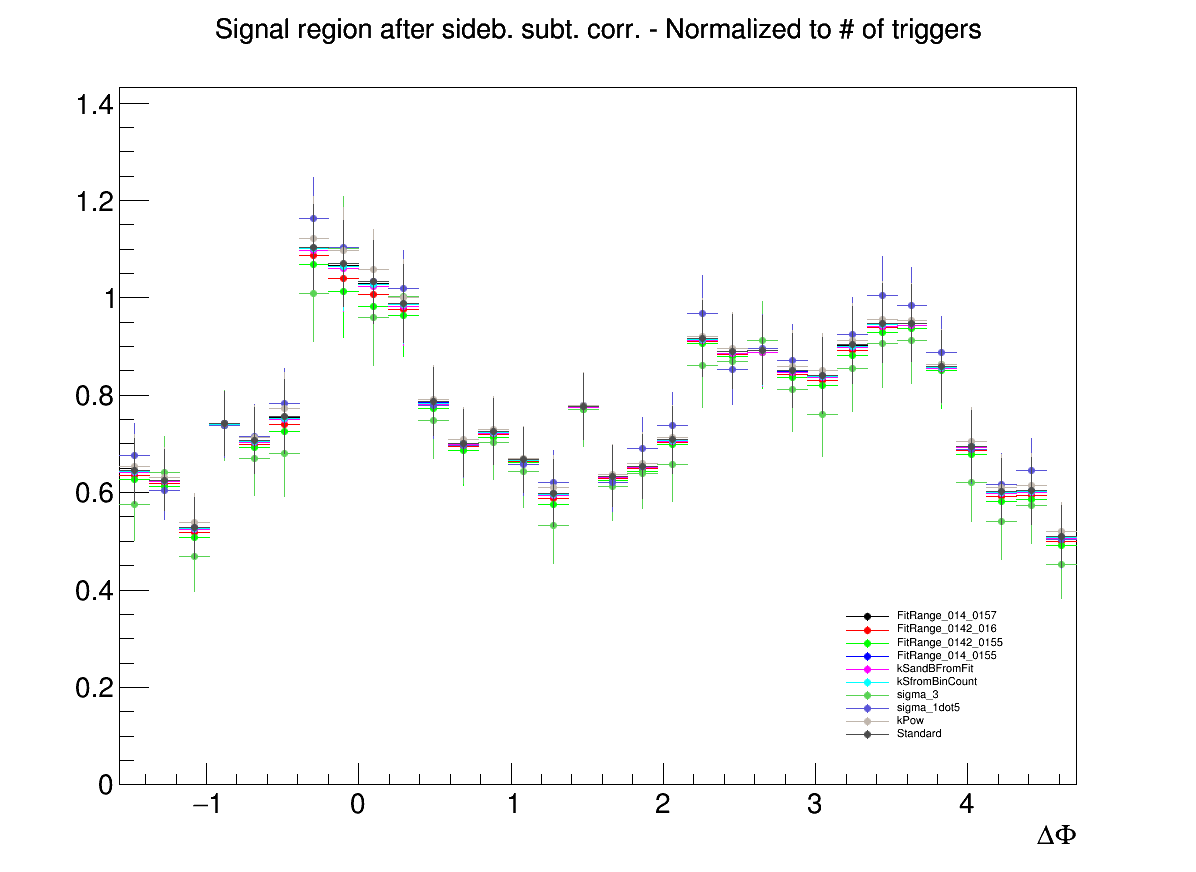 Signal region after sideb. subt. corr. - Normalized to # of triggers
1.4
1.2
1
0.8
0.6
0.4
0.2
0
−1 0 1 2 3 4
ΔΦ
FitRange_014_0157
FitRange_0142_016
FitRange_0142_0155
FitRange_014_0155
kSandBFromFit
kSfromBinCount
sigma_3
sigma_1dot5
kPow
Standard